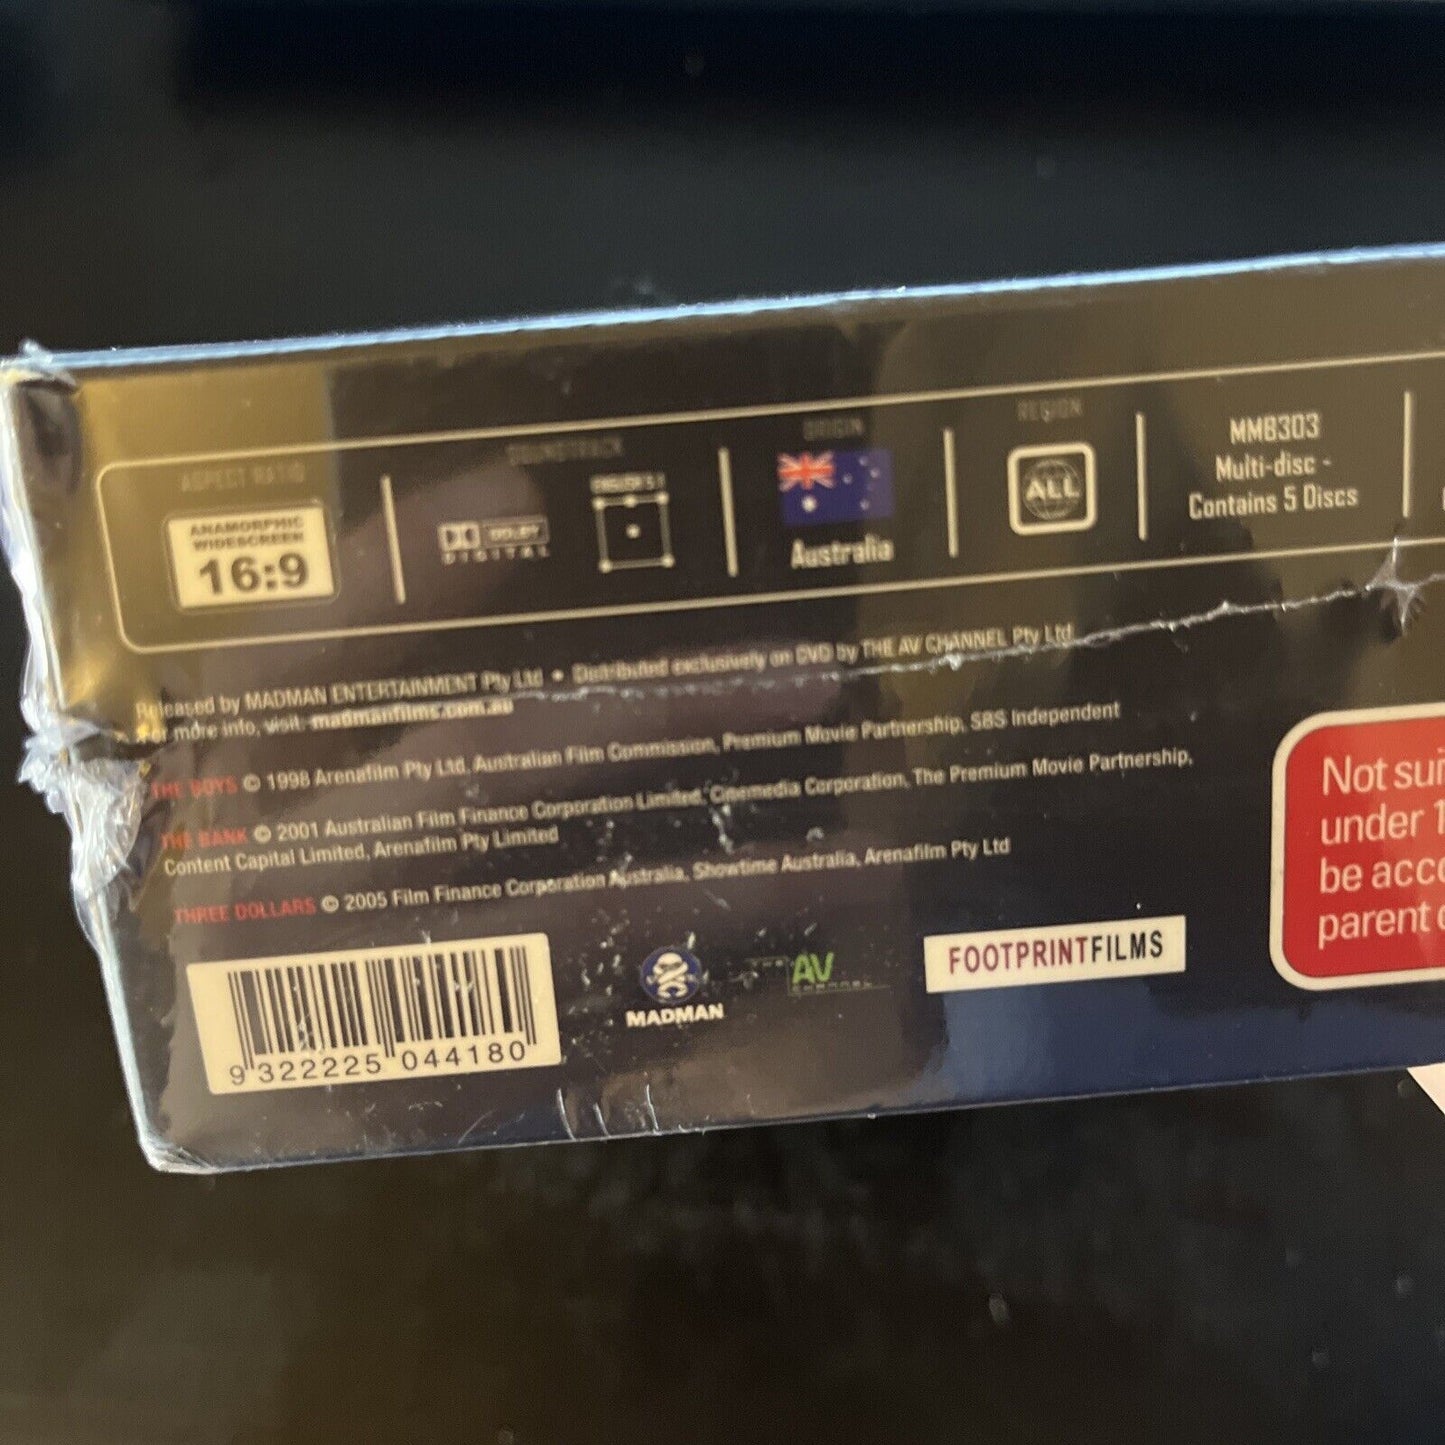 ASPECT RATIO
ANAMORPHIC
WIDESCREEN
16:9
SOUNDTRACK
DOLBY
DIGITAL
ENGLISH 5.1
ORIGIN
Australia
REGION
ALL
MMB303
Multi-disc -
Contains 5 Discs
Released by MADMAN ENTERTAINMENT Pty Ltd • Distributed exclusively on DVD by THE AV CHANNEL Pty Ltd
For more info, visit: madmanfilms.com.au
THE BOYS © 1998 Arenafilm Pty Ltd, Australian Film Commission, Premium Movie Partnership, SBS Independent
THE BANK © 2001 Australian Film Finance Corporation Limited, Cinemedia Corporation, The Premium Movie Partnership,
Content Capital Limited, Arenafilm Pty Limited
THREE DOLLARS © 2005 Film Finance Corporation Australia, Showtime Australia, Arenafilm Pty Ltd
9 322225 044180
MADMAN
AV
CHANNEL
FOOTPRINTFILMS
Not sui
under 1
be acco
parent o